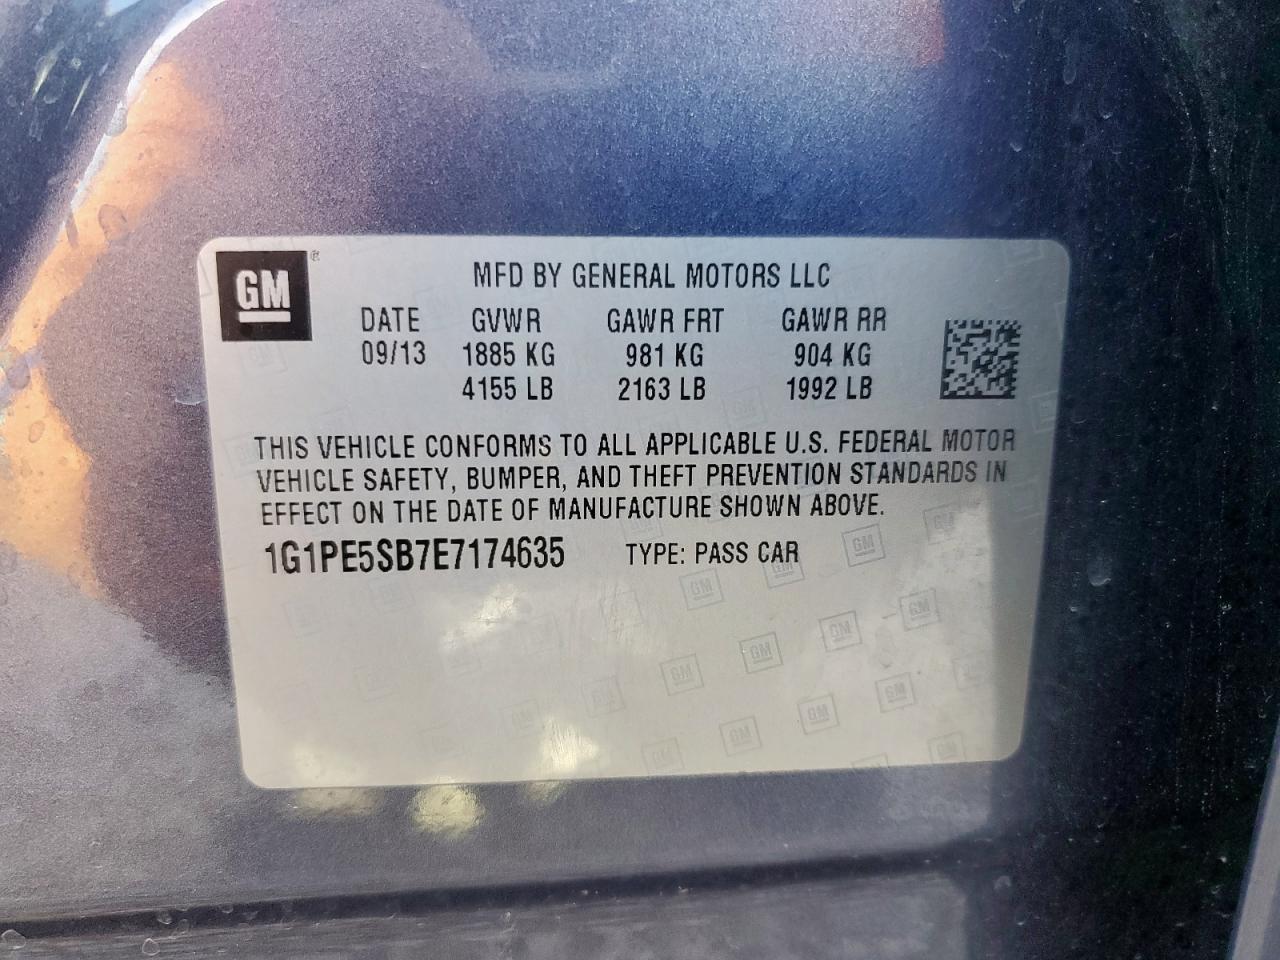 GM
MFD BY GENERAL MOTORS LLC
DATE GVWR GAWR FRT GAWR RR
09/13 1885 KG 981 KG 904 KG
4155 LB 2163 LB 1992 LB
THIS VEHICLE CONFORMS TO ALL APPLICABLE U.S. FEDERAL MOTOR
VEHICLE SAFETY, BUMPER, AND THEFT PREVENTION STANDARDS IN
EFFECT ON THE DATE OF MANUFACTURE SHOWN ABOVE.
1G1PE5SB7E7174635 TYPE: PASS CAR